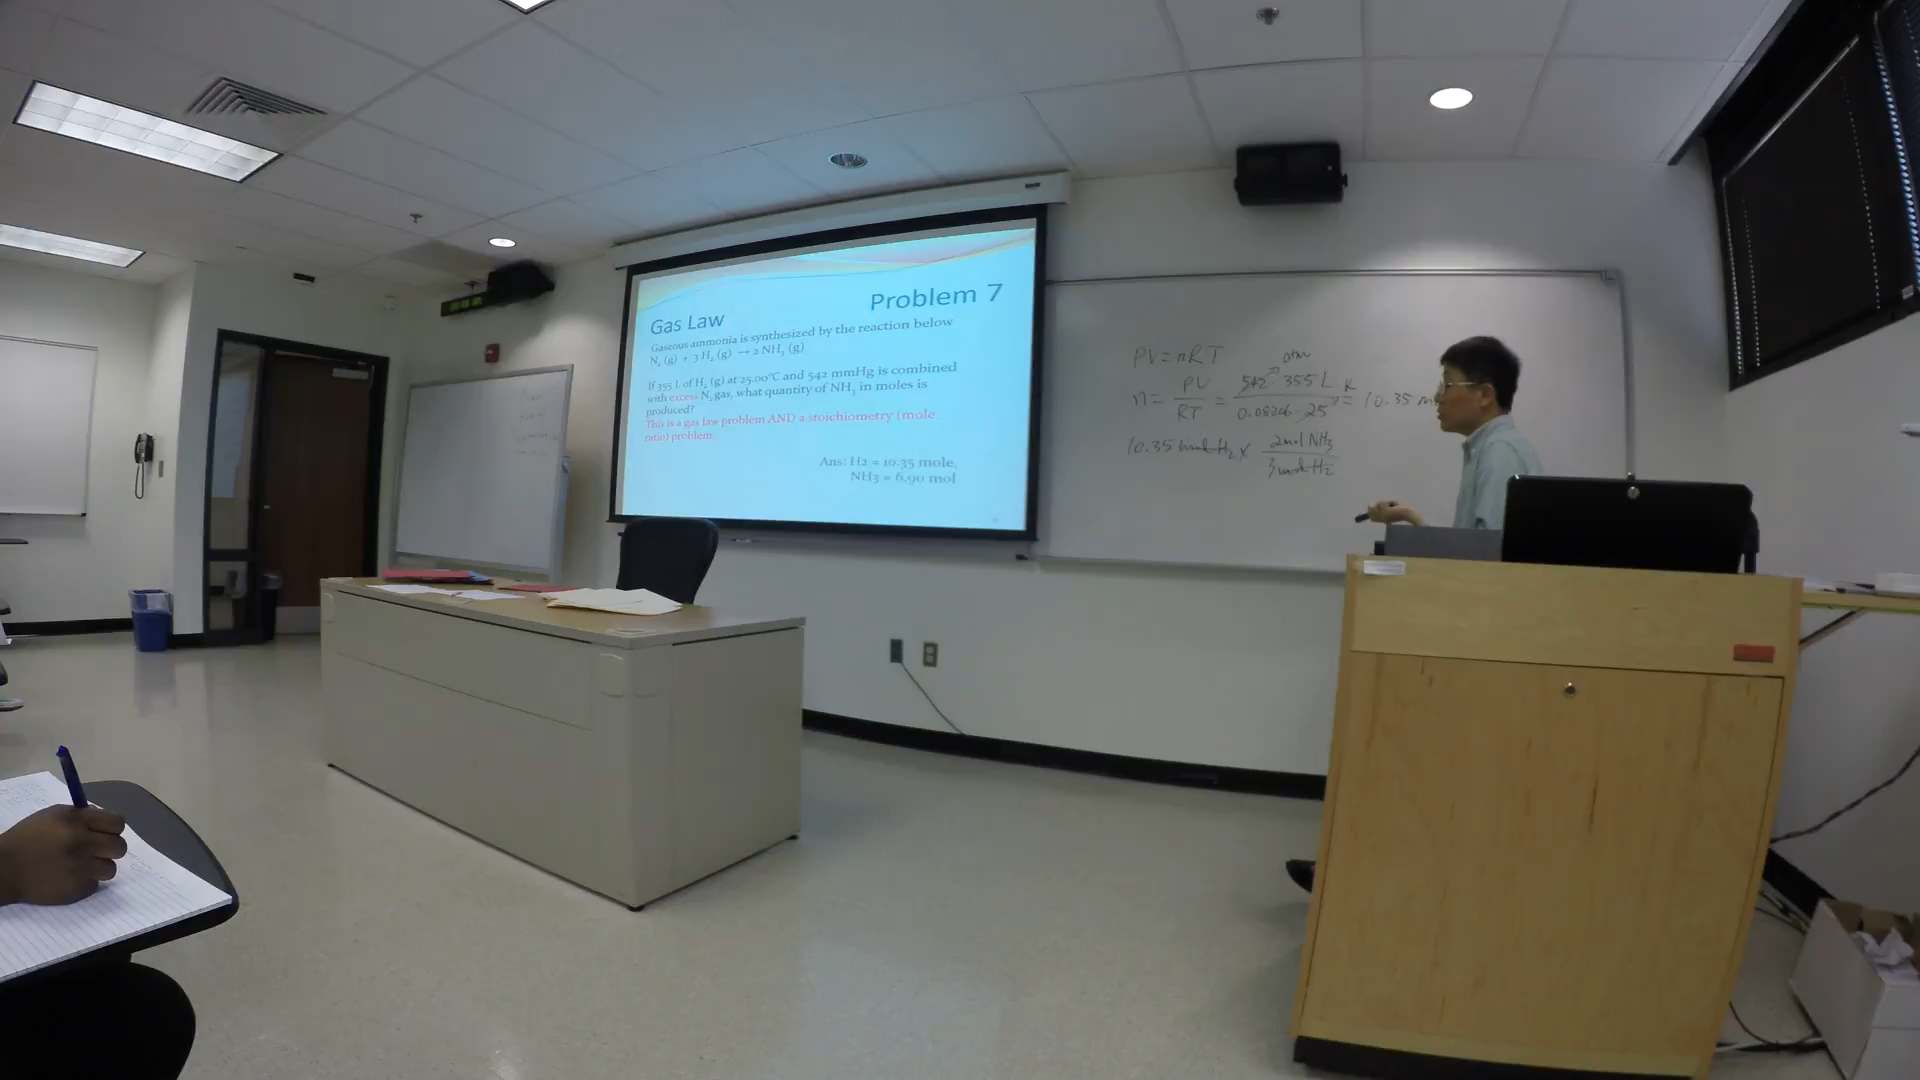 Problem 7
Gas Law
Gaseous ammonia is synthesized by the reaction below
N₂ (g) + 3 H₂ (g) → 2 NH₃ (g)
If 355 L of H₂ (g) at 25.00°C and 542 mmHg is combined
with excess N₂ gas, what quantity of NH₃ in moles is
produced?
This is a gas law problem AND a stoichiometry (mole
ratio) problem
Ans: H2 = 10.35 mole,
NH3 = 6.90 mol
PV = nRT
atm
n = PV / RT = 542 · 355 L / 0.08206 · 25 K = 10.35 m
10.35 mol H₂ x 2 mol NH₃ / 3 mol H₂